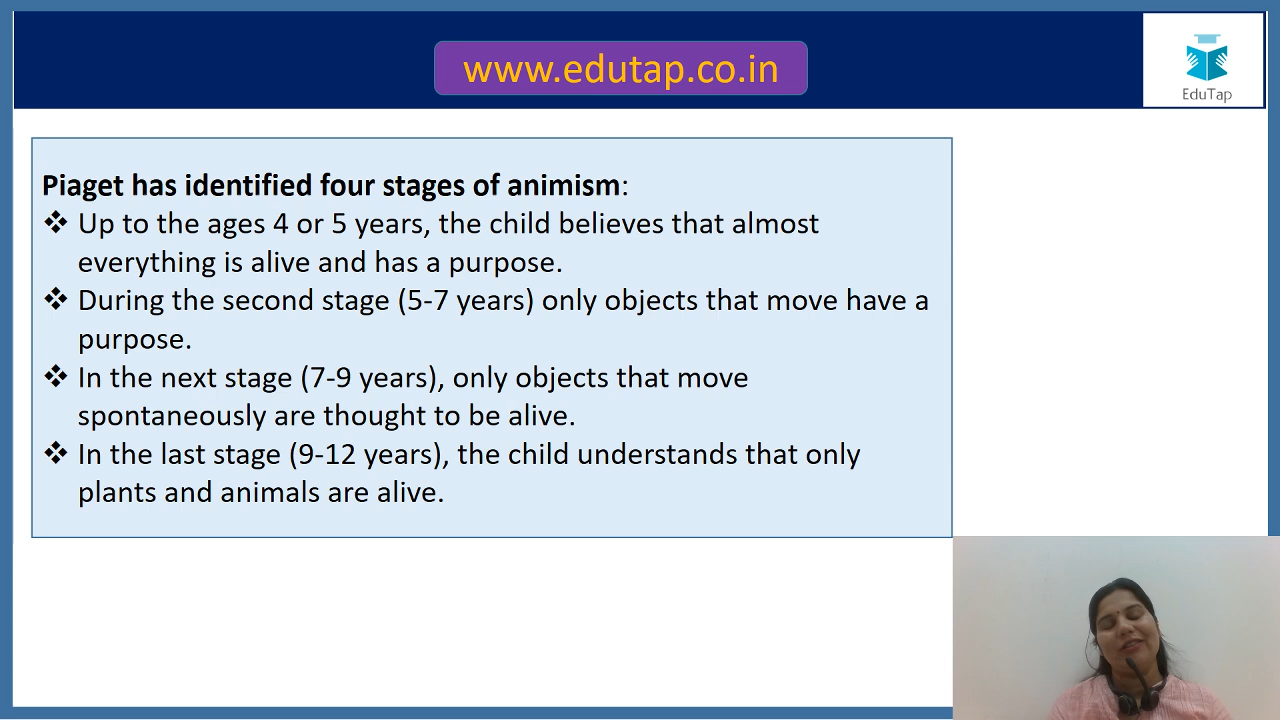 www.edutap.co.in
EduTap
Piaget has identified four stages of animism:
❖ Up to the ages 4 or 5 years, the child believes that almost
everything is alive and has a purpose.
❖ During the second stage (5-7 years) only objects that move have a
purpose.
❖ In the next stage (7-9 years), only objects that move
spontaneously are thought to be alive.
❖ In the last stage (9-12 years), the child understands that only
plants and animals are alive.